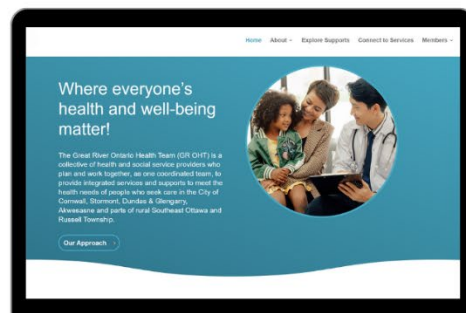 Home About Explore Supports Connect to Services Members
Where everyone's
health and well-being
matter!
The Great River Ontario Health Team (GR OHT) is a
collective of health and social service providers who
plan and work together, as one coordinated team, to
provide integrated services and supports to meet the
health needs of people who seek care in the City of
Cornwall, Stormont, Dundas & Glengarry,
Akwesasne and parts of rural Southeast Ottawa and
Russell Township.
Our Approach